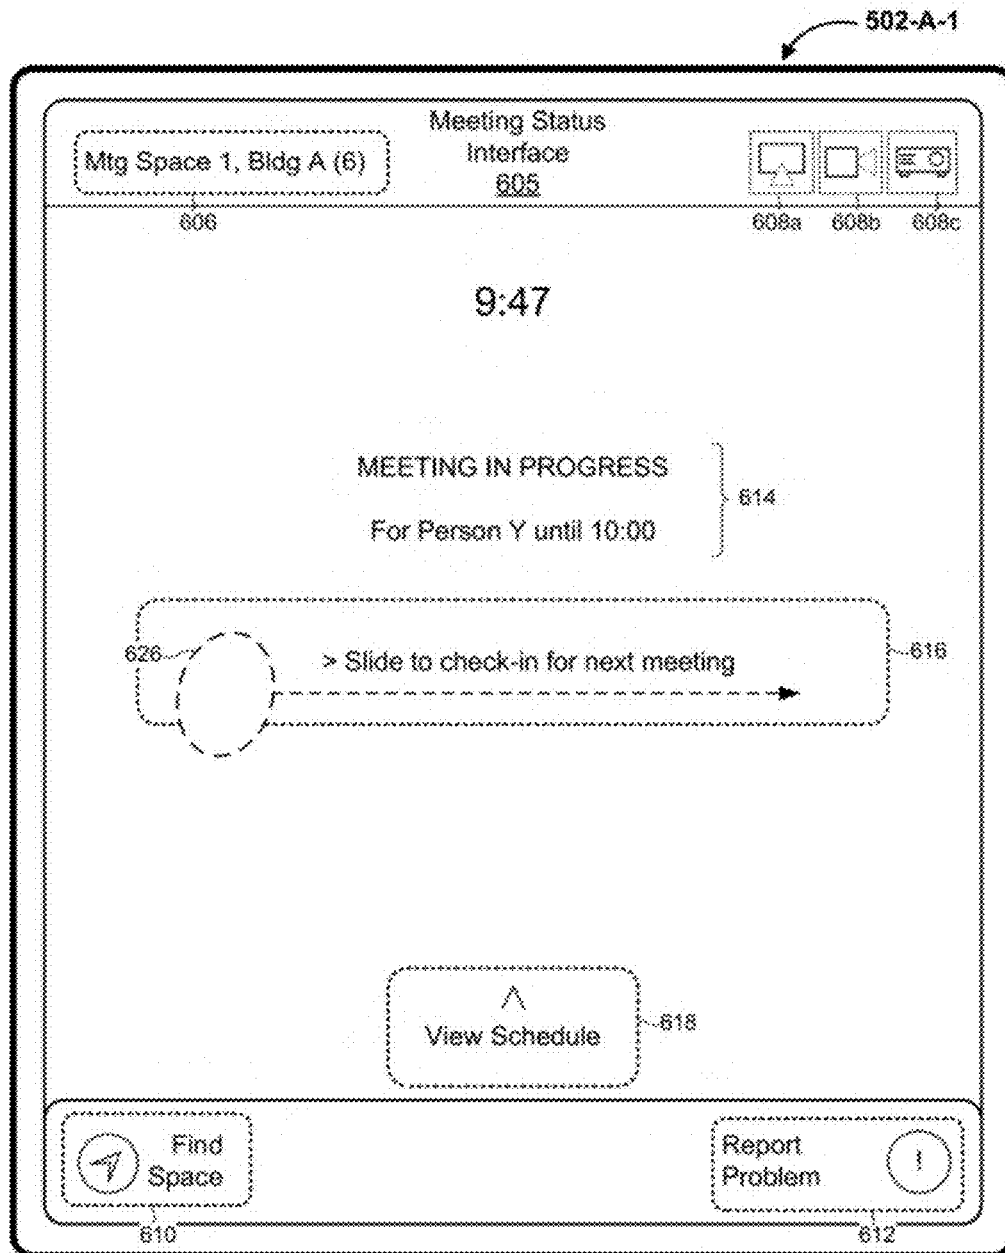 502-A-1
Meeting Status
Interface
605
Mtg Space 1, Bldg A (6)
606
608a 608b 608c
9:47
MEETING IN PROGRESS
For Person Y until 10:00
614
626
> Slide to check-in for next meeting
616
View Schedule
618
Find
Space
610
Report
Problem
!
612